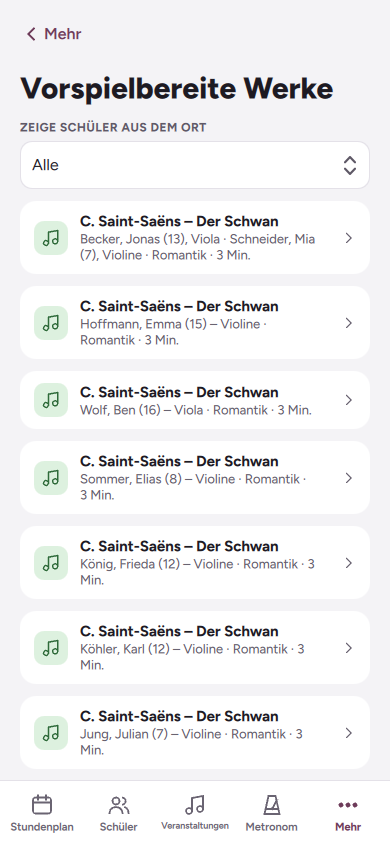 Mehr
Vorspielbereite Werke
ZEIGE SCHÜLER AUS DEM ORT
Alle
C. Saint-Saëns – Der Schwan
Becker, Jonas (13), Viola · Schneider, Mia
(7), Violine · Romantik · 3 Min.
C. Saint-Saëns – Der Schwan
Hoffmann, Emma (15) – Violine ·
Romantik · 3 Min.
C. Saint-Saëns – Der Schwan
Wolf, Ben (16) – Viola · Romantik · 3 Min.
C. Saint-Saëns – Der Schwan
Sommer, Elias (8) – Violine · Romantik ·
3 Min.
C. Saint-Saëns – Der Schwan
König, Frieda (12) – Violine · Romantik · 3
Min.
C. Saint-Saëns – Der Schwan
Köhler, Karl (12) – Violine · Romantik · 3
Min.
C. Saint-Saëns – Der Schwan
Jung, Julian (7) – Violine · Romantik · 3
Min.
Stundenplan Schüler Veranstaltungen Metronom Mehr